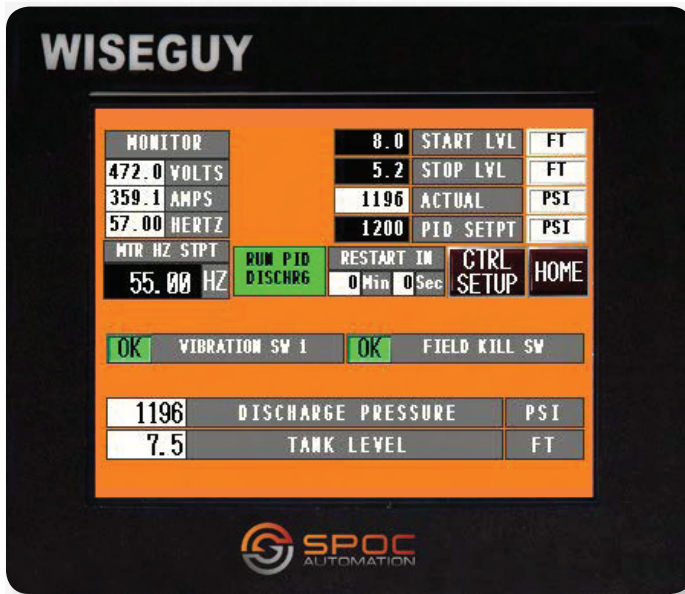 WISEGUY
MONITOR
472.0 VOLTS
359.1 AMPS
57.00 HERTZ
MTR HZ STPT
55.00 HZ
8.0 START LVL FT
5.2 STOP LVL FT
1196 ACTUAL PSI
1200 PID SETPT PSI
RUN PID
DISCHRG
RESTART IN
0 Min 0 Sec
CTRL
SETUP
HOME
OK VIBRATION SW 1 OK FIELD KILL SW
1196 DISCHARGE PRESSURE PSI
7.5 TANK LEVEL FT
SPOC
AUTOMATION